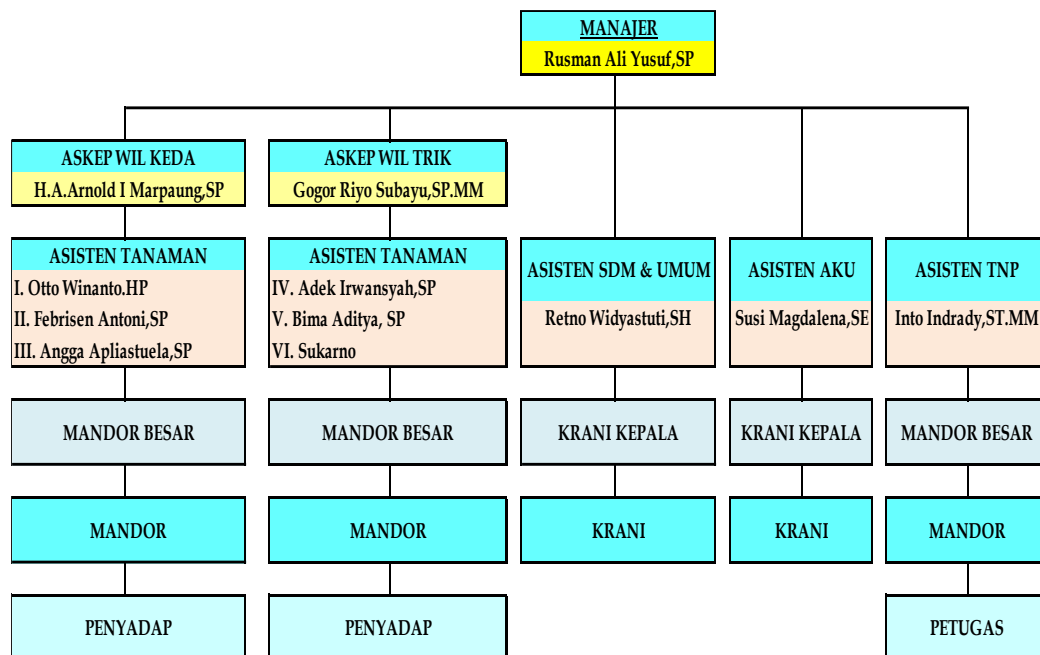 MANAJER
Rusman Ali Yusuf,SP
ASKEP WIL KEDA
H.A.Arnold I Marpaung,SP
ASKEP WIL TRIK
Gogor Riyo Subayu,SP.MM
ASISTEN TANAMAN
I. Otto Winanto.HP
II. Febrisen Antoni,SP
III. Angga Apliastuela,SP
ASISTEN TANAMAN
IV. Adek Irwansyah,SP
V. Bima Aditya, SP
VI. Sukarno
ASISTEN SDM & UMUM
Retno Widyastuti,SH
ASISTEN AKU
Susi Magdalena,SE
ASISTEN TNP
Into Indrady,ST.MM
MANDOR BESAR
MANDOR BESAR
KRANI KEPALA
KRANI KEPALA
MANDOR BESAR
MANDOR
MANDOR
KRANI
KRANI
MANDOR
PENYADAP
PENYADAP
PETUGAS